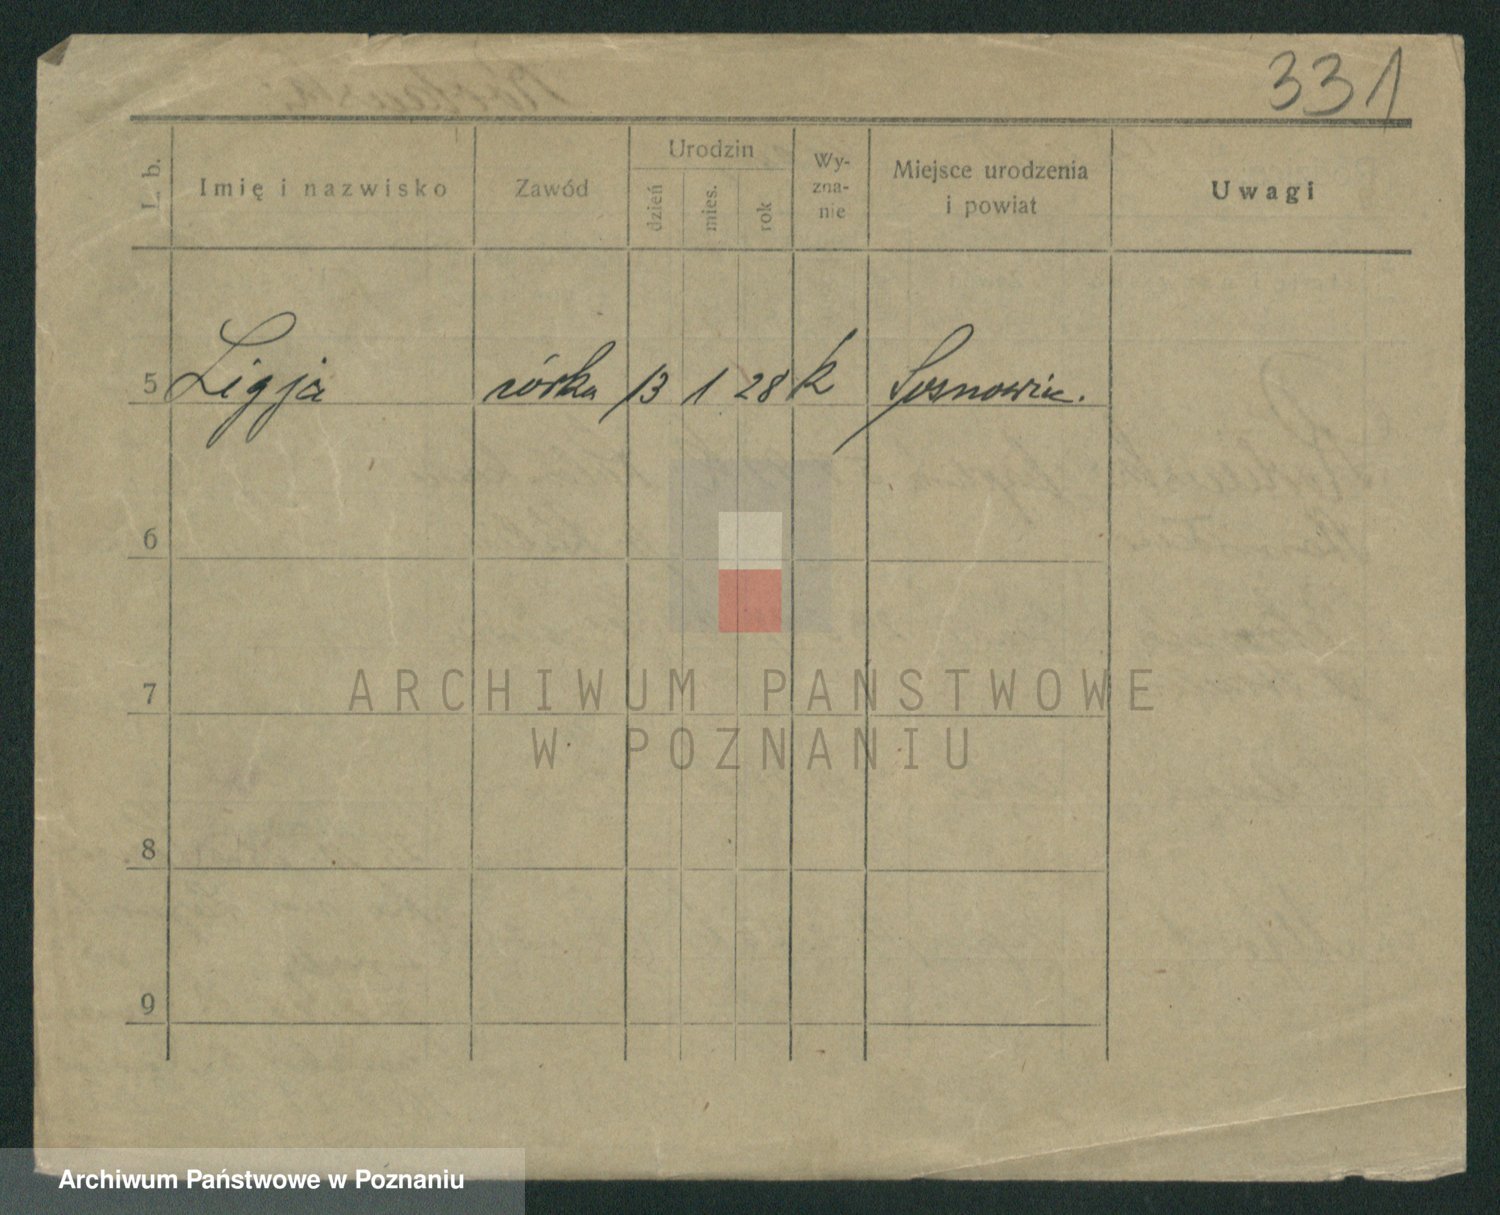 331
L. b.
Imię i nazwisko
Zawód
Urodzin
dzień
mies.
rok
Wy-
zna-
nie
Miejsce urodzenia
i powiat
Uwagi
5 Ligja córka 13 1 28 k Sosnowiec.
6
7
ARCHIWUM PAŃSTWOWE
W POZNANIU
8
9
Archiwum Państwowe w Poznaniu